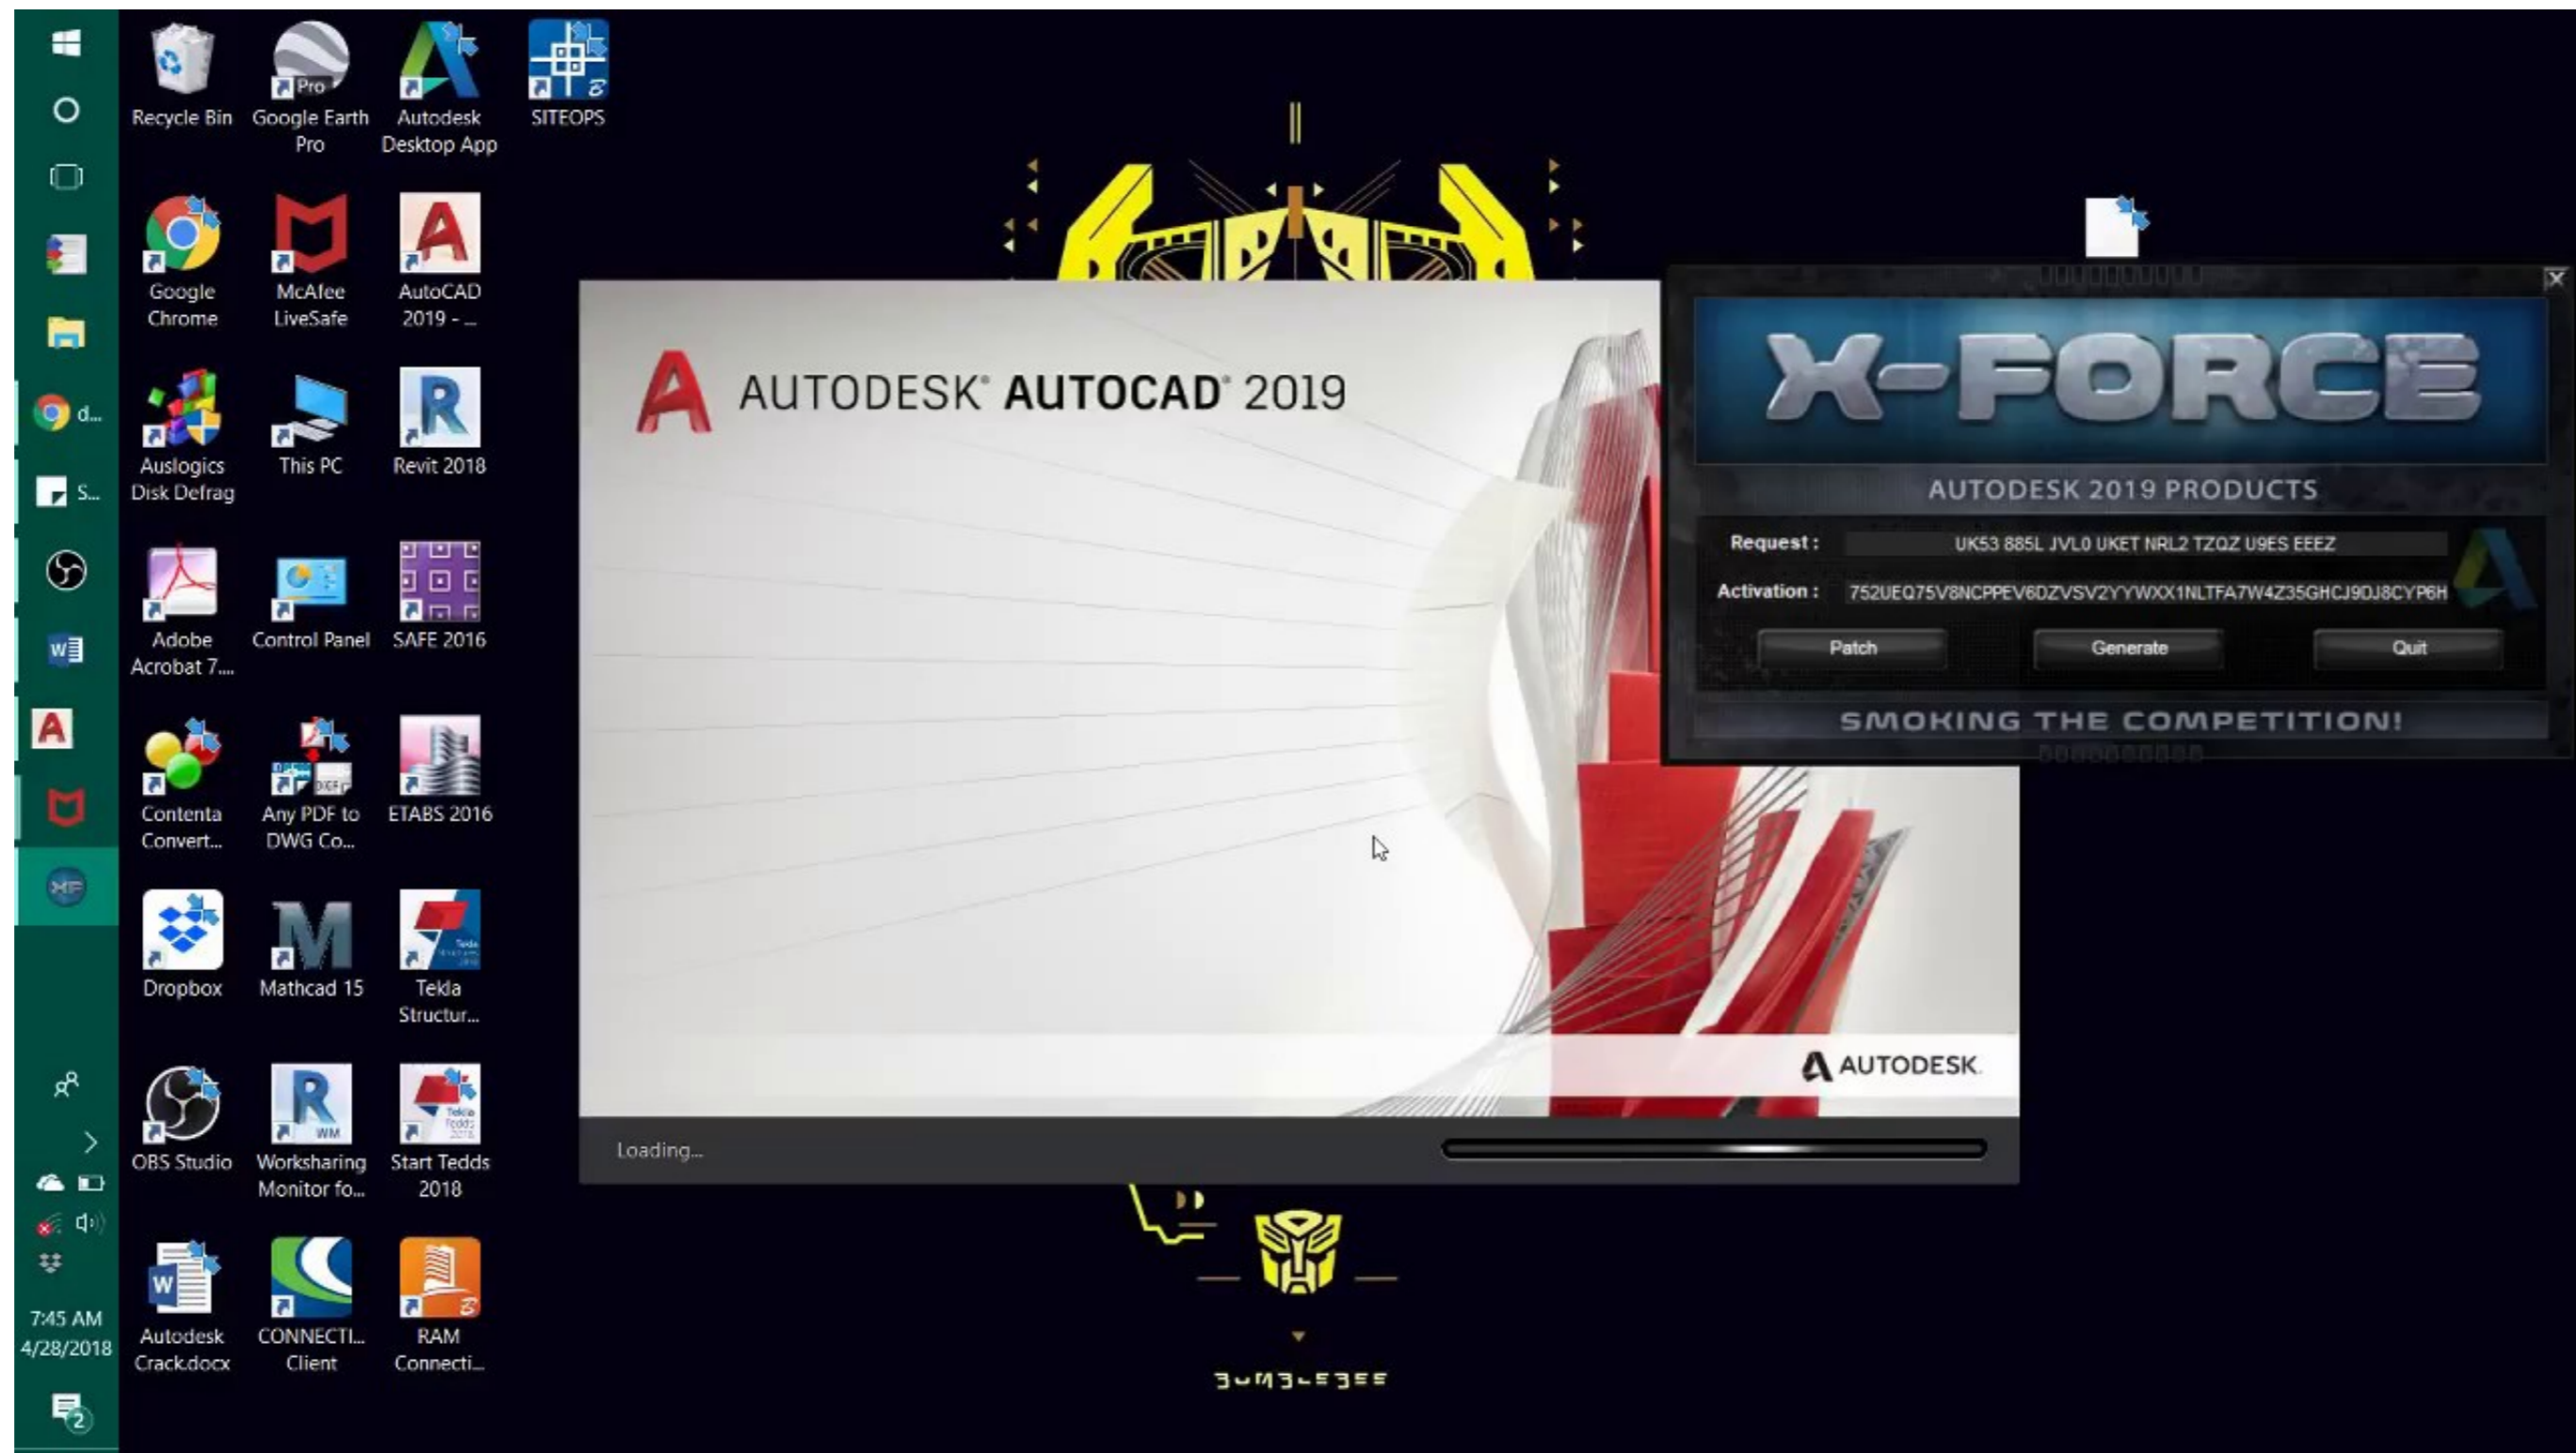 Recycle Bin
Google Earth
Pro
Autodesk
Desktop App
SITEOPS
Google
Chrome
McAfee
LiveSafe
AutoCAD
2019 - ...
Auslogics
Disk Defrag
This PC
Revit 2018
Adobe
Acrobat 7....
Control Panel
SAFE 2016
Contenta
Convert...
Any PDF to
DWG Co...
ETABS 2016
Dropbox
Mathcad 15
Tekla
Structur...
OBS Studio
Worksharing
Monitor fo...
Start Tedds
2018
Autodesk
Crack.docx
CONNECTI...
Client
RAM
Connecti...
d...
S...
7:45 AM
4/28/2018
2
AUTODESK® AUTOCAD® 2019
AUTODESK.
Loading...
X-FORCE
AUTODESK 2019 PRODUCTS
Request : UK53 885L JVL0 UKET NRL2 TZQZ U9ES EEEZ
Activation : 752UEQ75V8NCPPEV6DZVSV2YYWXX1NLTFA7W4Z35GHCJ9DJ8CYP6H
Patch Generate Quit
SMOKING THE COMPETITION!